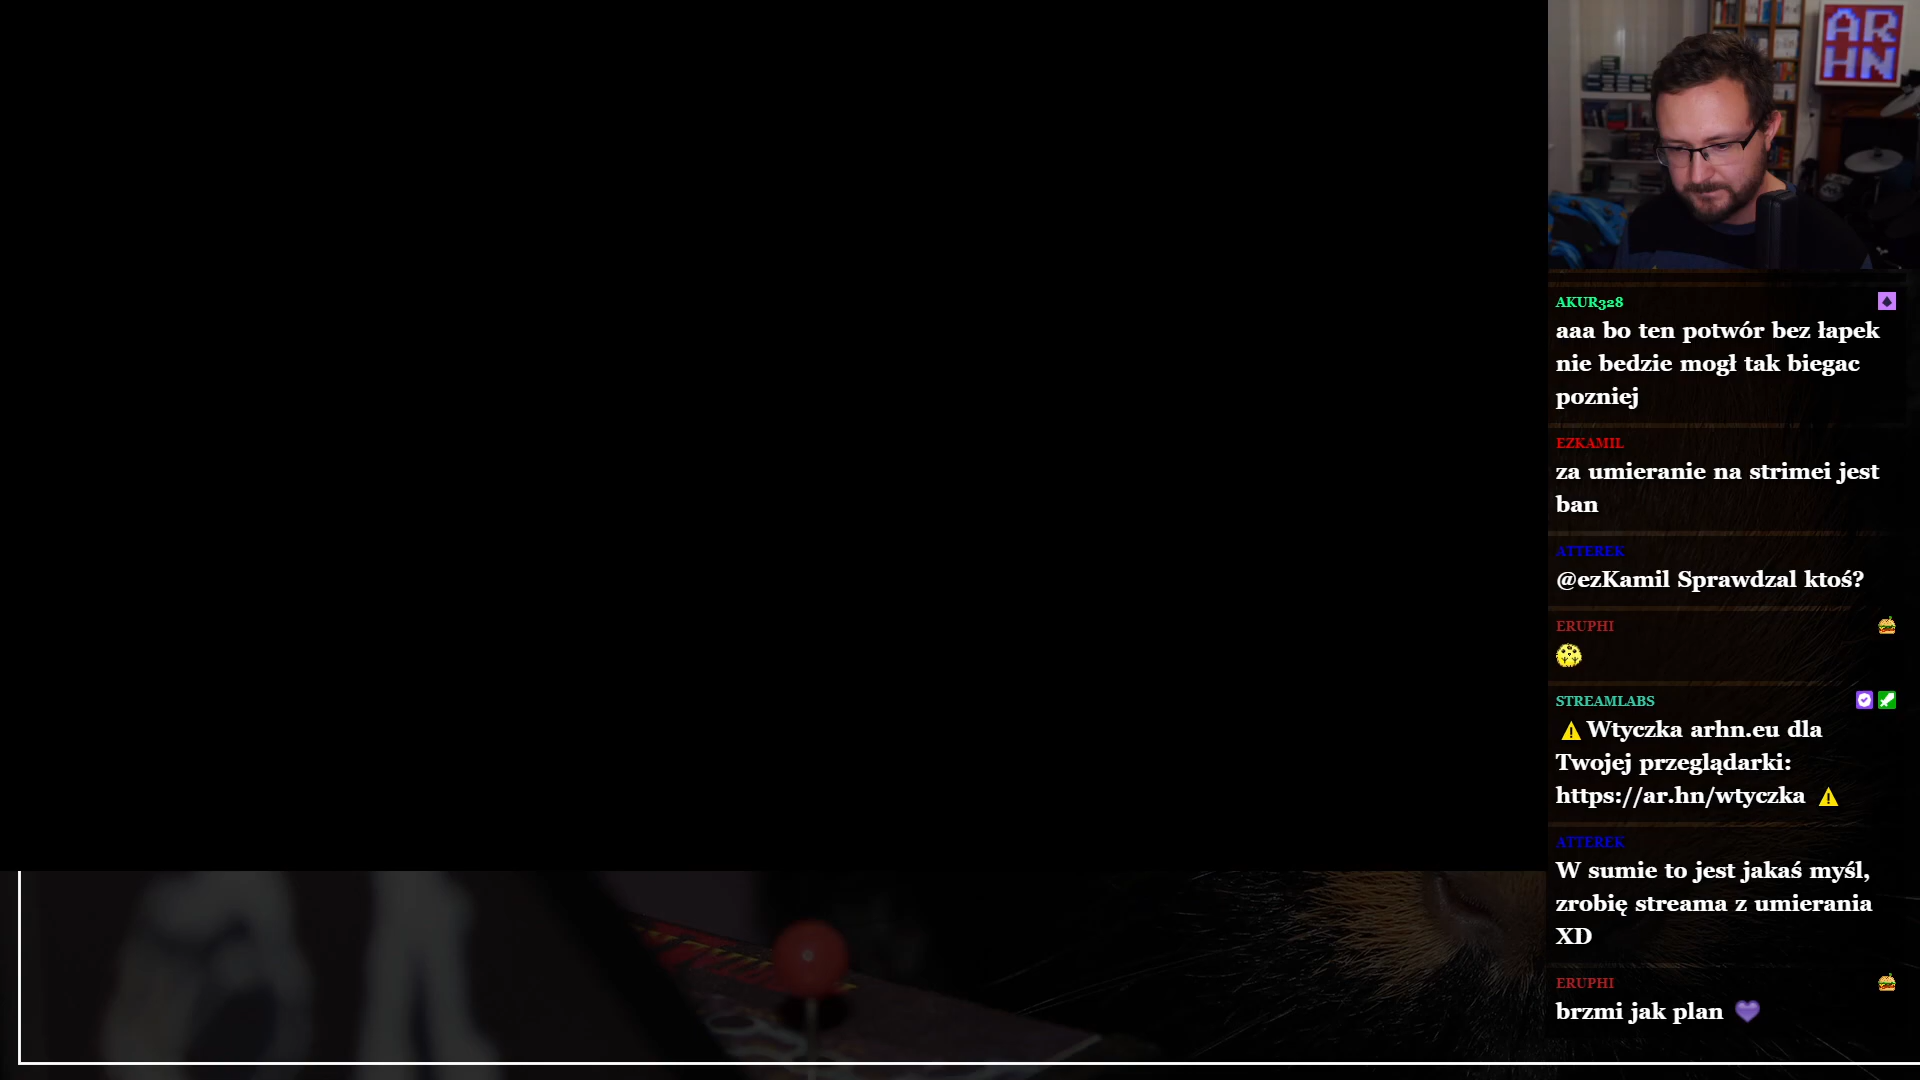 AR
HN
AKUR328
aaa bo ten potwór bez łapek
nie bedzie mogł tak biegac
pozniej
EZKAMIL
za umieranie na strimei jest
ban
ATTEREK
@ezKamil Sprawdzal ktoś?
ERUPHI
STREAMLABS
⚠Wtyczka arhn.eu dla
Twojej przeglądarki:
https://ar.hn/wtyczka ⚠
ATTEREK
W sumie to jest jakaś myśl,
zrobię streama z umierania
XD
ERUPHI
brzmi jak plan 💜